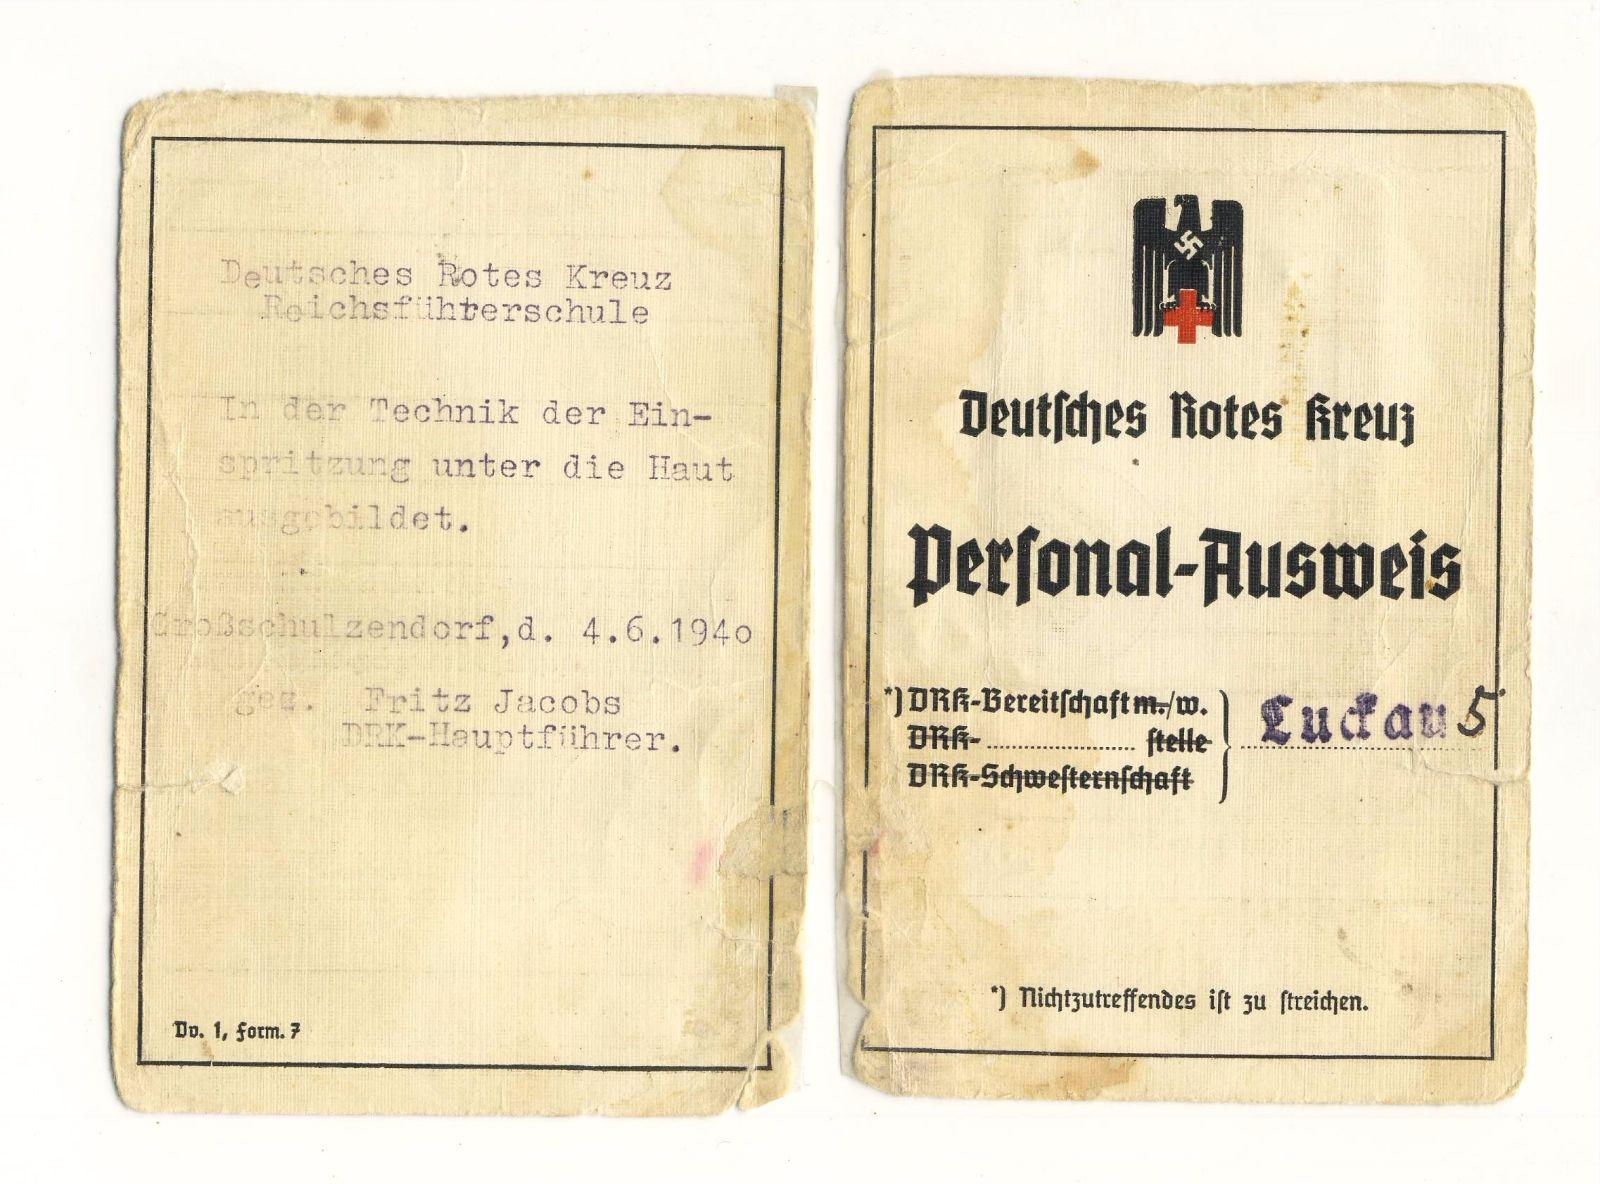 Deutsches Rotes Kreuz
Reichsführerschule
In der Technik der Ein-
spritzung unter die Haut
ausgebildet.
Großschulzendorf,d. 4.6.1940
gez. Fritz Jacobs
DRK-Hauptführer.
Dv. 1, Form. 7
Deutsches Rotes Kreuz
Personal-Ausweis
*) DRK-Bereitschaft m./w.
DRK-.................... stelle
DRK-Schwesternschaft
Luckau 5
*) Nichtzutreffendes ist zu streichen.